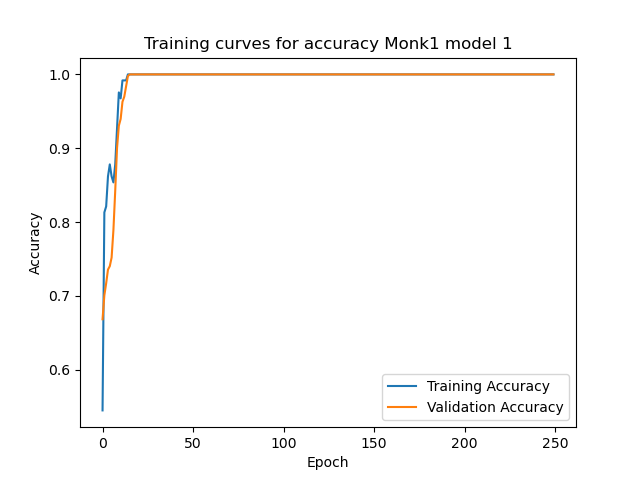 Training curves for accuracy Monk1 model 1
1.0
0.9
0.8
0.7
0.6
Accuracy
0
50
100
150
200
250
Epoch
Training Accuracy
Validation Accuracy